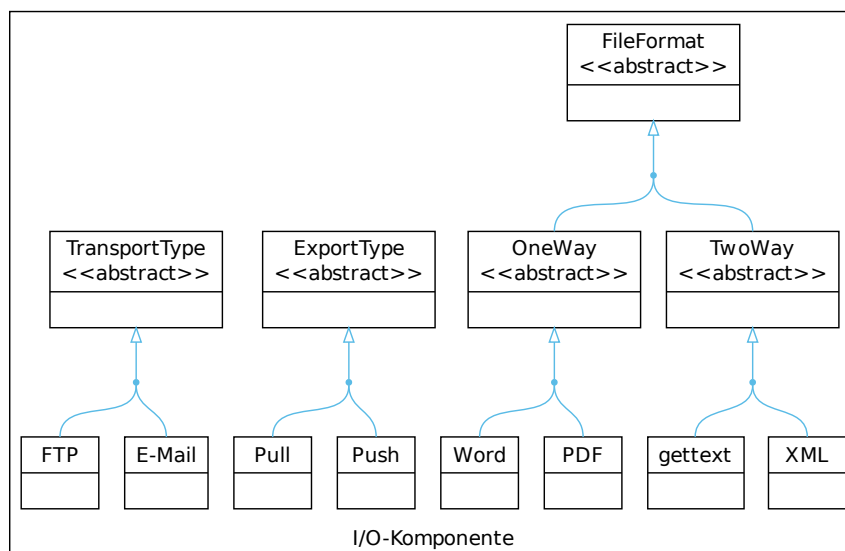 FileFormat
<<abstract>>
TransportType
<<abstract>>
ExportType
<<abstract>>
OneWay
<<abstract>>
TwoWay
<<abstract>>
FTP
E-Mail
Pull
Push
Word
PDF
gettext
XML
I/O-Komponente